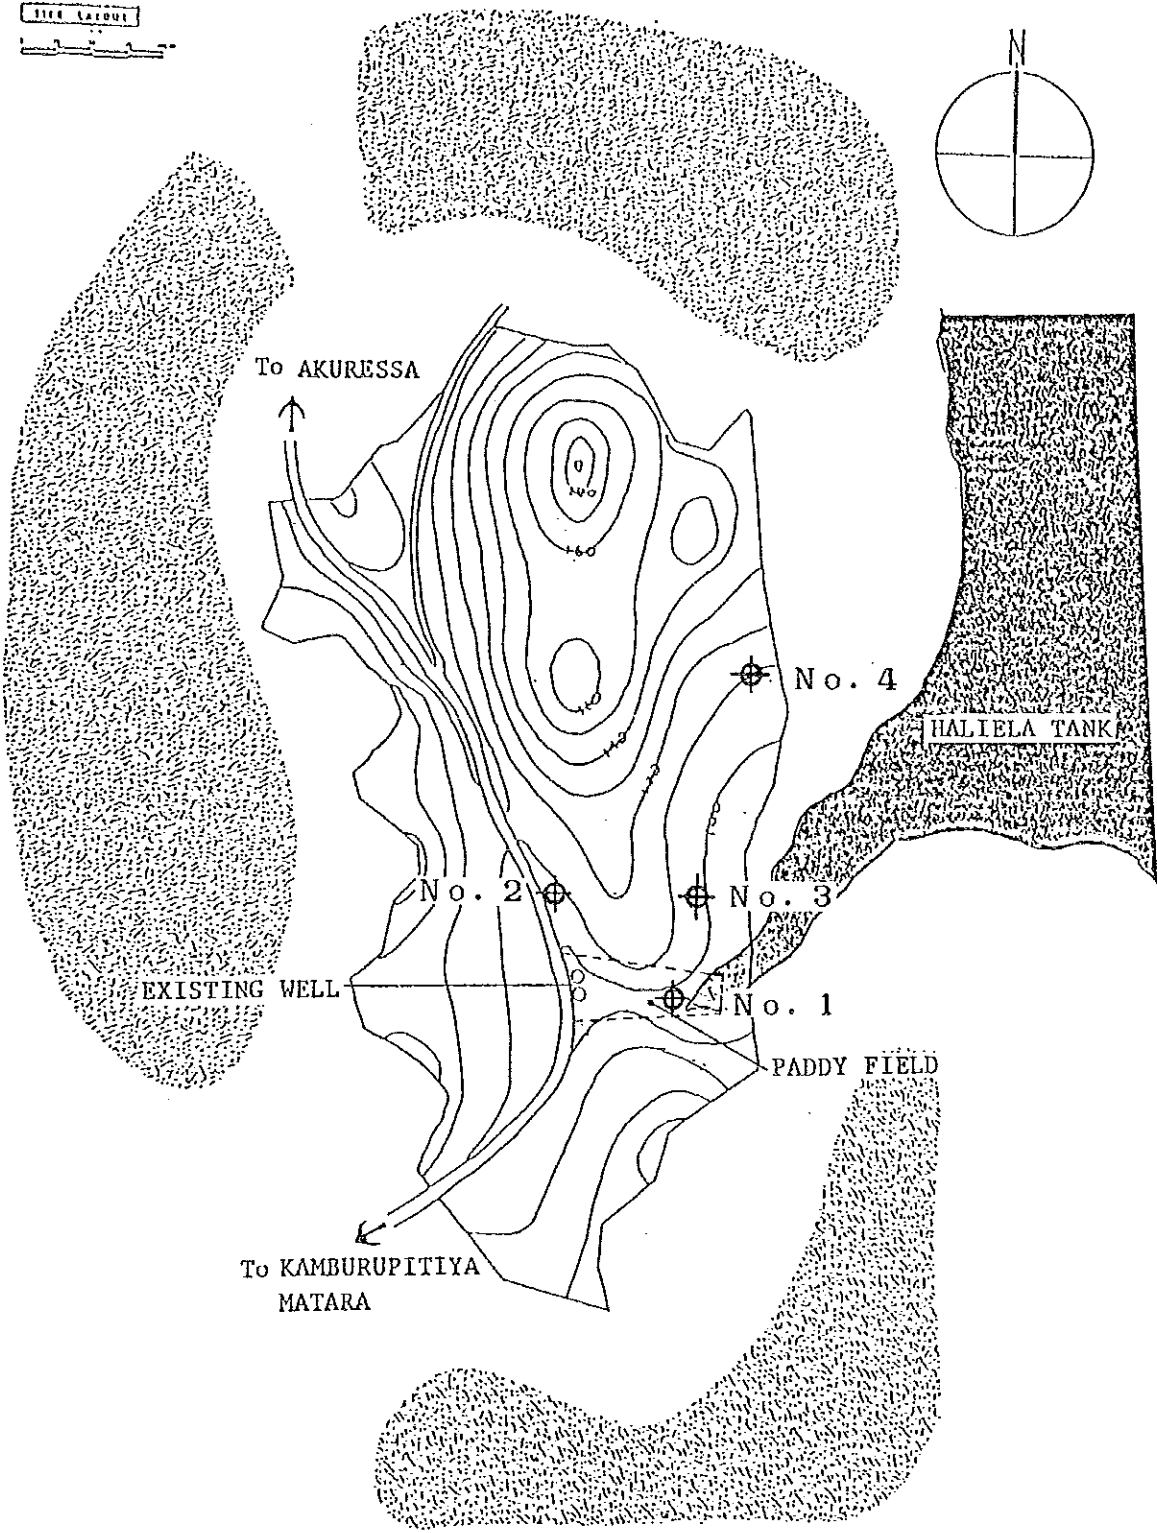 N
To AKURESSA
160
No. 4
HALIELA TANK
No. 2
No. 3
EXISTING WELL
No. 1
PADDY FIELD
To KAMBURUPITIYA
MATARA